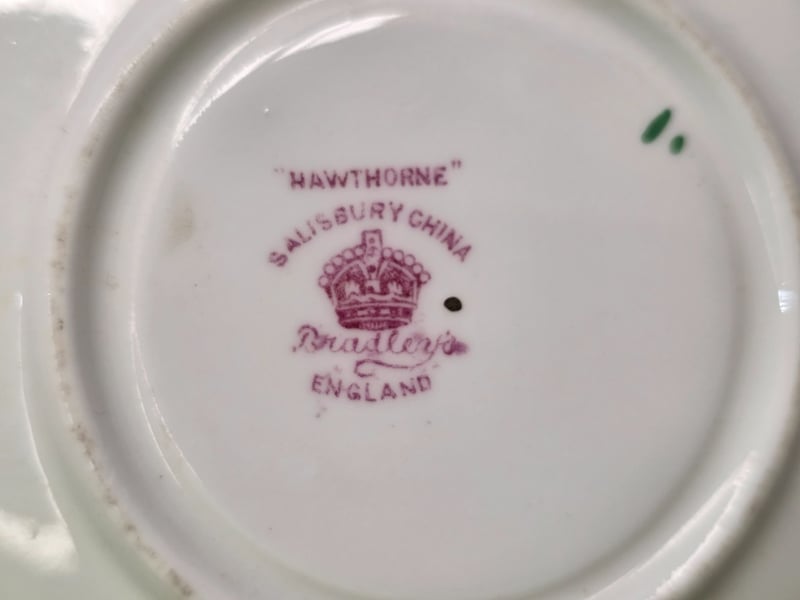 "HAWTHORNE"
SALISBURY CHINA
Bradley's
ENGLAND